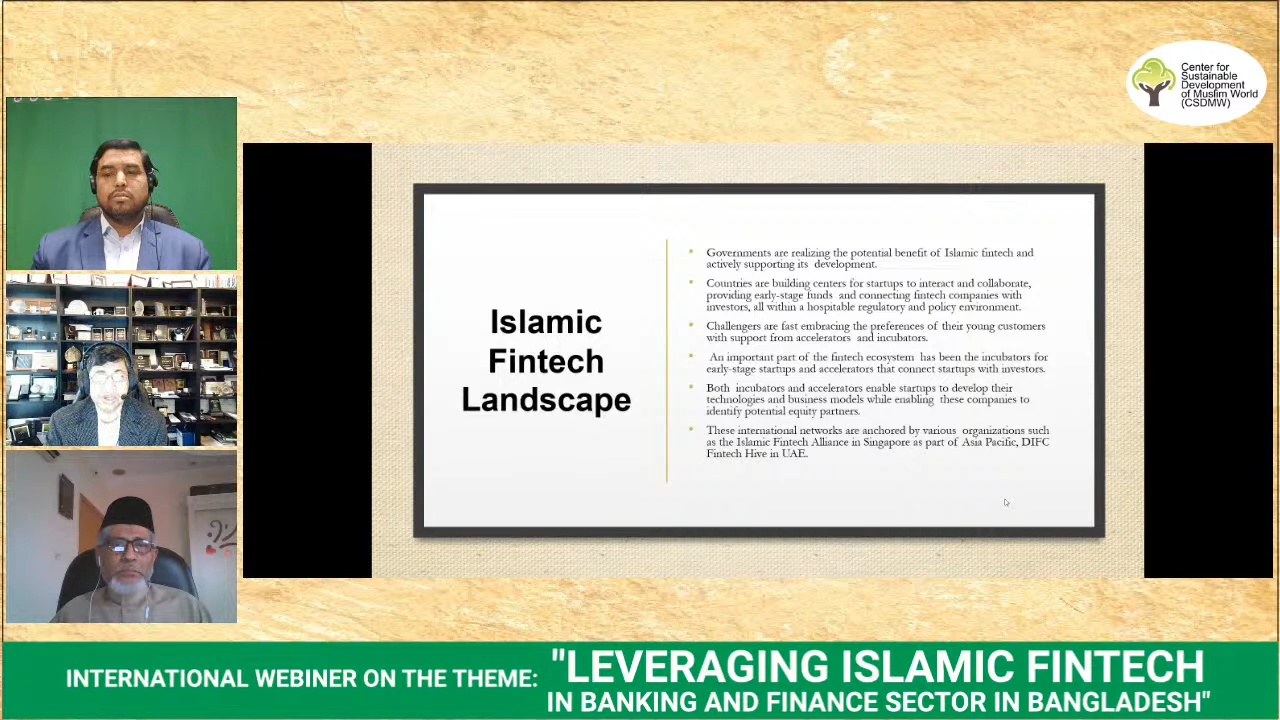 Center for
Sustainable
Development
of Muslim World
(CSDMW)
Islamic
Fintech
Landscape
Governments are realizing the potential benefit of Islamic fintech and
actively supporting its development.
Countries are building centers for startups to interact and collaborate,
providing early-stage funds and connecting fintech companies with
investors, all within a hospitable regulatory and policy environment.
Challengers are fast embracing the preferences of their young customers
with support from accelerators and incubators.
An important part of the fintech ecosystem has been the incubators for
early-stage startups and accelerators that connect startups with investors.
Both incubators and accelerators enable startups to develop their
technologies and business models while enabling these companies to
identify potential equity partners.
These international networks are anchored by various organizations such
as the Islamic Fintech Alliance in Singapore as part of Asia Pacific, DIFC
Fintech Hive in UAE.
INTERNATIONAL WEBINER ON THE THEME:
"LEVERAGING ISLAMIC FINTECH
IN BANKING AND FINANCE SECTOR IN BANGLADESH"